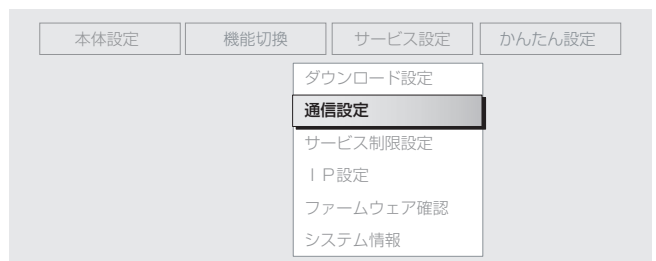 本体設定 機能切換 サービス設定 かんたん設定
ダウンロード設定
通信設定
サービス制限設定
ＩＰ設定
ファームウェア確認
システム情報